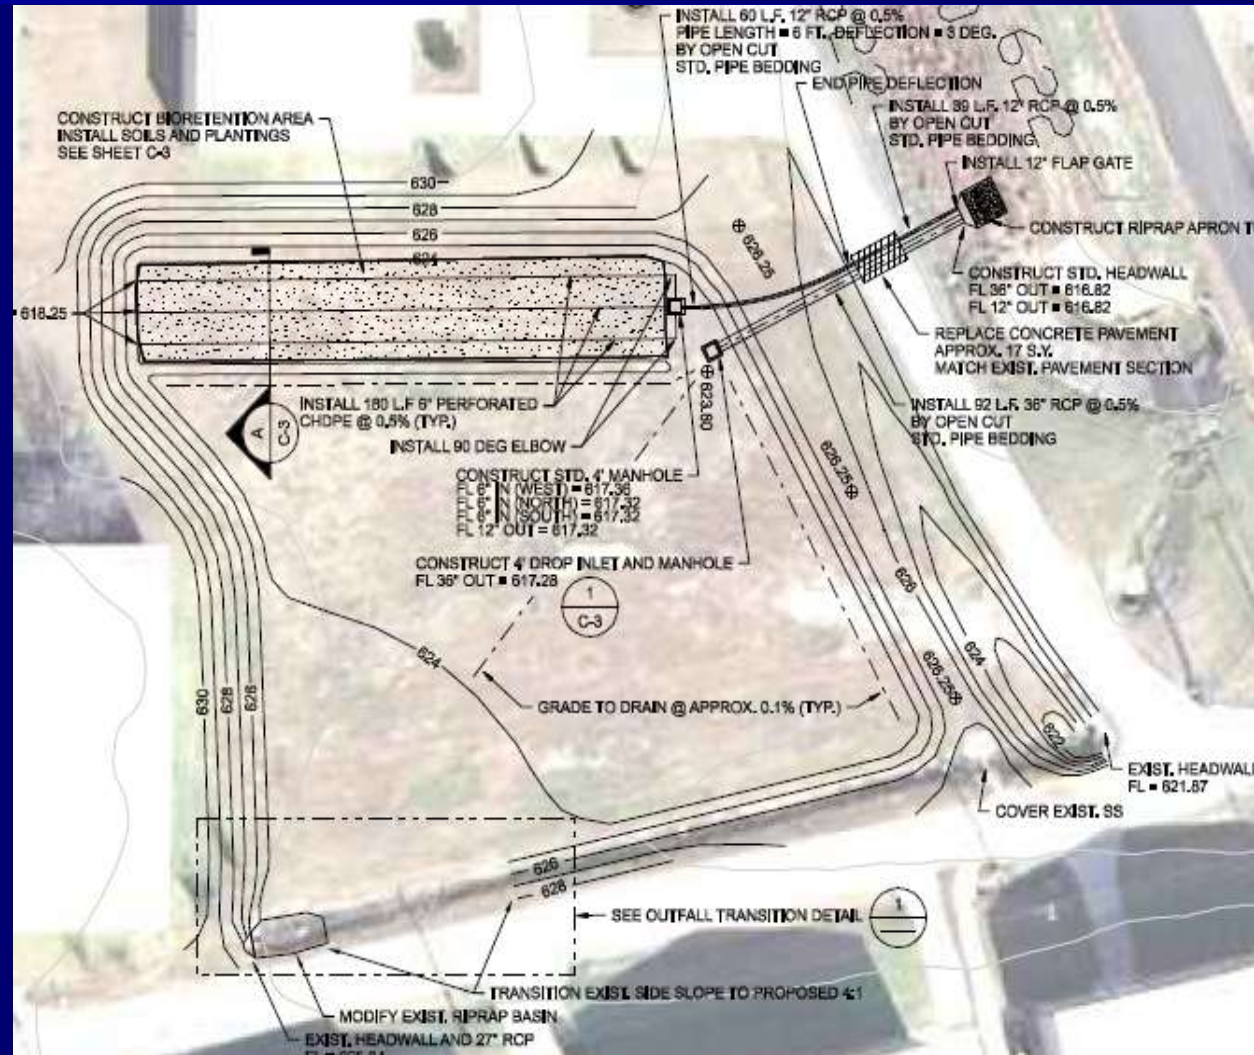 INSTALL 60 L.F. 12" RCP @ 0.5%
PIPE LENGTH = 6 FT., DEFLECTION = 3 DEG.
BY OPEN CUT
STD. PIPE BEDDING
END PIPE DEFLECTION
INSTALL 39 L.F. 12" RCP @ 0.5%
BY OPEN CUT
STD. PIPE BEDDING
INSTALL 12" FLAP GATE
CONSTRUCT BIORETENTION AREA
INSTALL SOILS AND PLANTINGS
SEE SHEET C-3
622
630
628
626
624
626.25
CONSTRUCT RIPRAP APRON
CONSTRUCT STD. HEADWALL
FL 36" OUT = 616.82
FL 12" OUT = 616.82
618.25
REPLACE CONCRETE PAVEMENT
APPROX. 17 S.Y.
MATCH EXIST. PAVEMENT SECTION
623.80
INSTALL 180 L.F 6" PERFORATED
CHDPE @ 0.5% (TYP.)
A
C-3
INSTALL 90 DEG ELBOW
INSTALL 92 L.F. 36" RCP @ 0.5%
BY OPEN CUT
STD. PIPE BEDDING
626.25
CONSTRUCT STD. 4' MANHOLE
FL 6" IN (WEST) = 617.36
FL 6" IN (NORTH) = 617.32
FL 6" IN (SOUTH) = 617.32
FL 12" OUT = 617.32
CONSTRUCT 4' DROP INLET AND MANHOLE
FL 36" OUT = 617.28
1
C-3
626
624
624
626.25
630
628
626
GRADE TO DRAIN @ APPROX. 0.1% (TYP.)
622
EXIST. HEADWALL
FL = 621.87
COVER EXIST. SS
626
628
SEE OUTFALL TRANSITION DETAIL
1
1
TRANSITION EXIST. SIDE SLOPE TO PROPOSED 4:1
MODIFY EXIST. RIPRAP BASIN
EXIST. HEADWALL AND 27" RCP